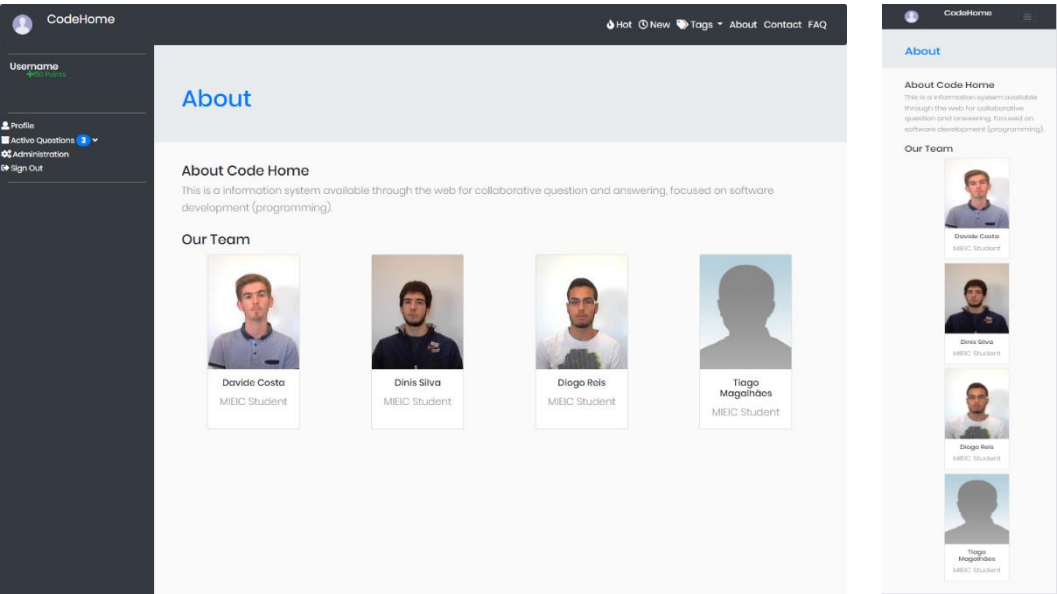 CodeHome
Hot New Tags About Contact FAQ
Username
Profile
Active Questions 3
Administration
Sign Out
About
About Code Home
This is a information system available through the web for collaborative question and answering, focused on software
development (programming).
Our Team
Davide Costa
MIEIC Student
Dinis Silva
MIEIC Student
Diogo Reis
MIEIC Student
Tiago
Magalhães
MIEIC Student
CodeHome
About
About Code Home
This is a information system available
through the web for collaborative
question and answering, focused on
software development (programming).
Our Team
Davide Costa
MIEIC Student
Dinis Silva
MIEIC Student
Diogo Reis
MIEIC Student
Tiago
Magalhães
MIEIC Student